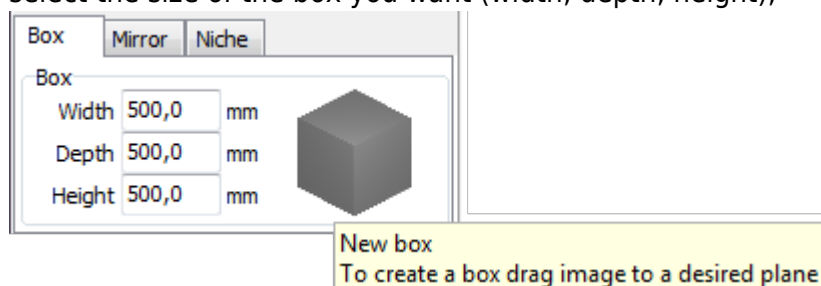 Select the size of the box you want (width, depth, height),
Box Mirror Niche
Box
Width 500,0 mm
Depth 500,0 mm
Height 500,0 mm
New box
To create a box drag image to a desired plane